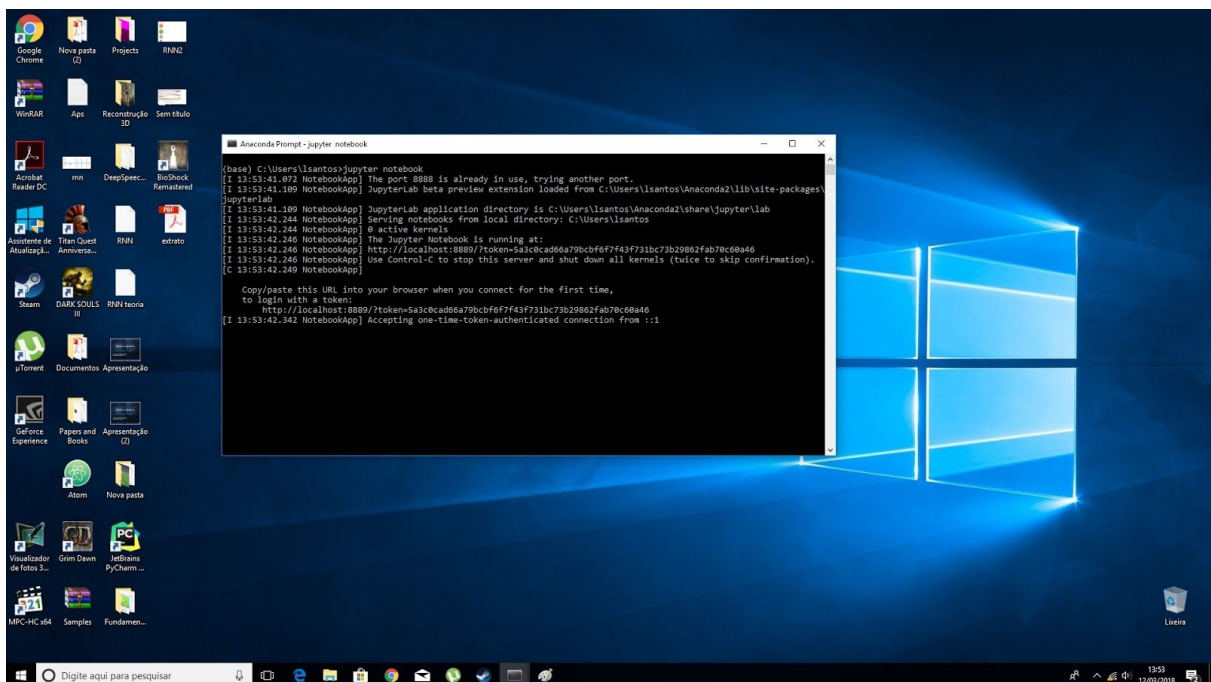 Google Chrome
Nova pasta (2)
Projects
RNN2
WinRAR
Aps
Reconstrução 3D
Sem título
Acrobat Reader DC
rnn
DeepSpeec...
BioShock Remastered
Assistente de Atualizaçã...
Titan Quest Anniversa...
RNN
PDF
extrato
Steam
DARK SOULS III
RNN teoria
µTorrent
Documentos
Apresentação
GeForce Experience
Papers and Books
Apresentação (2)
Atom
Nova pasta
Visualizador de fotos 3...
Grim Dawn
PC
JetBrains PyCharm ...
321
MPC-HC x64
Samples
Fundamen...
Anaconda Prompt - jupyter notebook
(base) C:\Users\lsantos>jupyter notebook
[I 13:53:41.072 NotebookApp] The port 8888 is already in use, trying another port.
[I 13:53:41.109 NotebookApp] JupyterLab beta preview extension loaded from C:\Users\lsantos\Anaconda2\lib\site-packages\
jupyterlab
[I 13:53:41.109 NotebookApp] JupyterLab application directory is C:\Users\lsantos\Anaconda2\share\jupyter\lab
[I 13:53:42.244 NotebookApp] Serving notebooks from local directory: C:\Users\lsantos
[I 13:53:42.244 NotebookApp] 0 active kernels
[I 13:53:42.246 NotebookApp] The Jupyter Notebook is running at:
[I 13:53:42.246 NotebookApp] http://localhost:8889/?token=5a3c0cad66a79bcbf6f7f43f731bc73b29862fab70c60a46
[I 13:53:42.246 NotebookApp] Use Control-C to stop this server and shut down all kernels (twice to skip confirmation).
[C 13:53:42.249 NotebookApp]
Copy/paste this URL into your browser when you connect for the first time,
to login with a token:
http://localhost:8889/?token=5a3c0cad66a79bcbf6f7f43f731bc73b29862fab70c60a46
[I 13:53:42.342 NotebookApp] Accepting one-time-token-authenticated connection from ::1
Lixeira
Digite aqui para pesquisar
13:53
12/03/2018